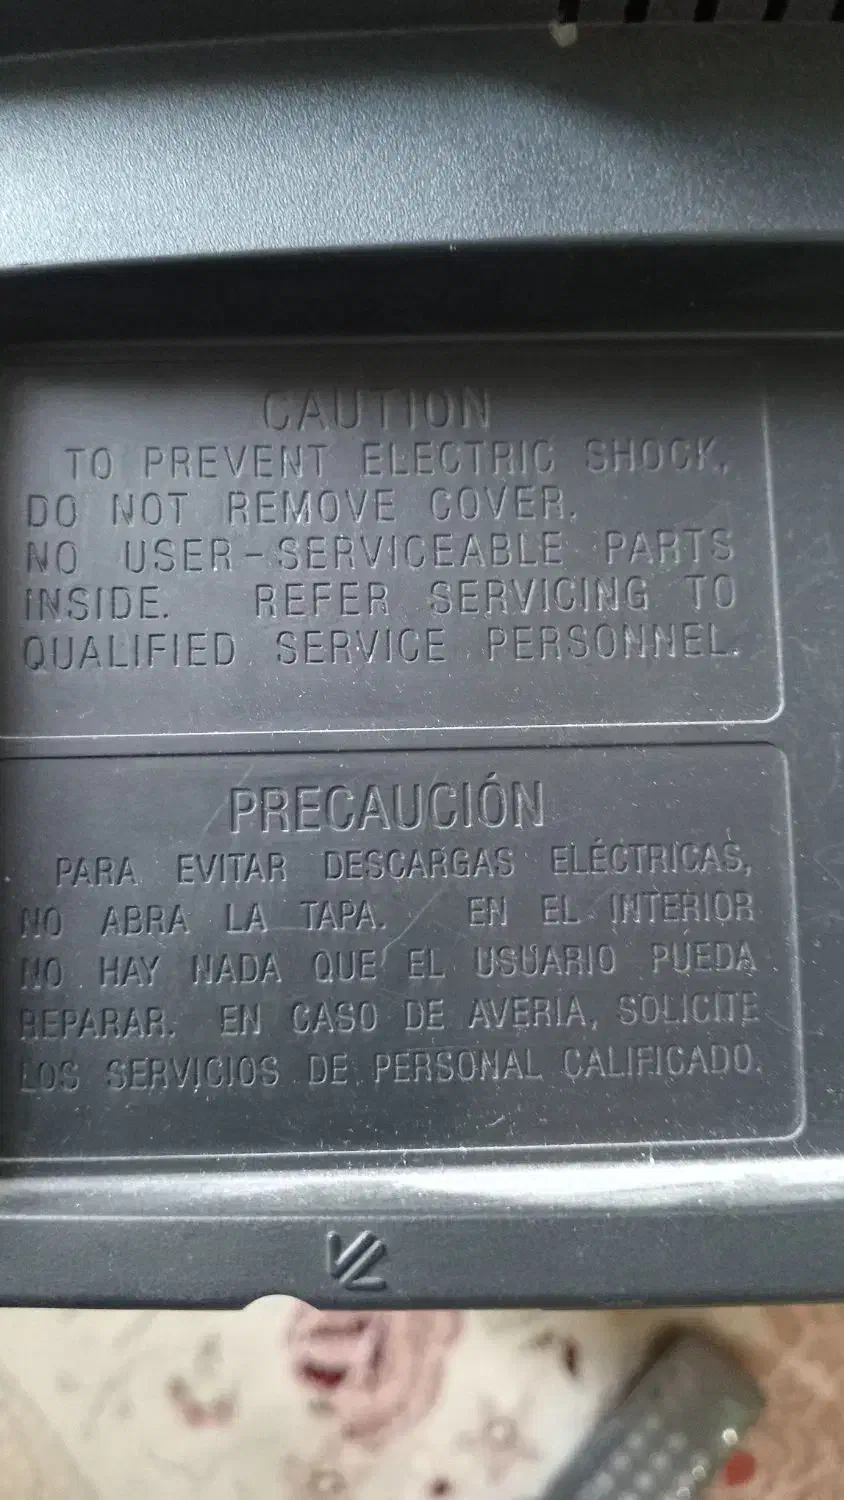 CAUTION
TO PREVENT ELECTRIC SHOCK,
DO NOT REMOVE COVER.
NO USER-SERVICEABLE PARTS
INSIDE. REFER SERVICING TO
QUALIFIED SERVICE PERSONNEL.
PRECAUCIÓN
PARA EVITAR DESCARGAS ELÉCTRICAS,
NO ABRA LA TAPA. EN EL INTERIOR
NO HAY NADA QUE EL USUARIO PUEDA
REPARAR. EN CASO DE AVERIA, SOLICITE
LOS SERVICIOS DE PERSONAL CALIFICADO.